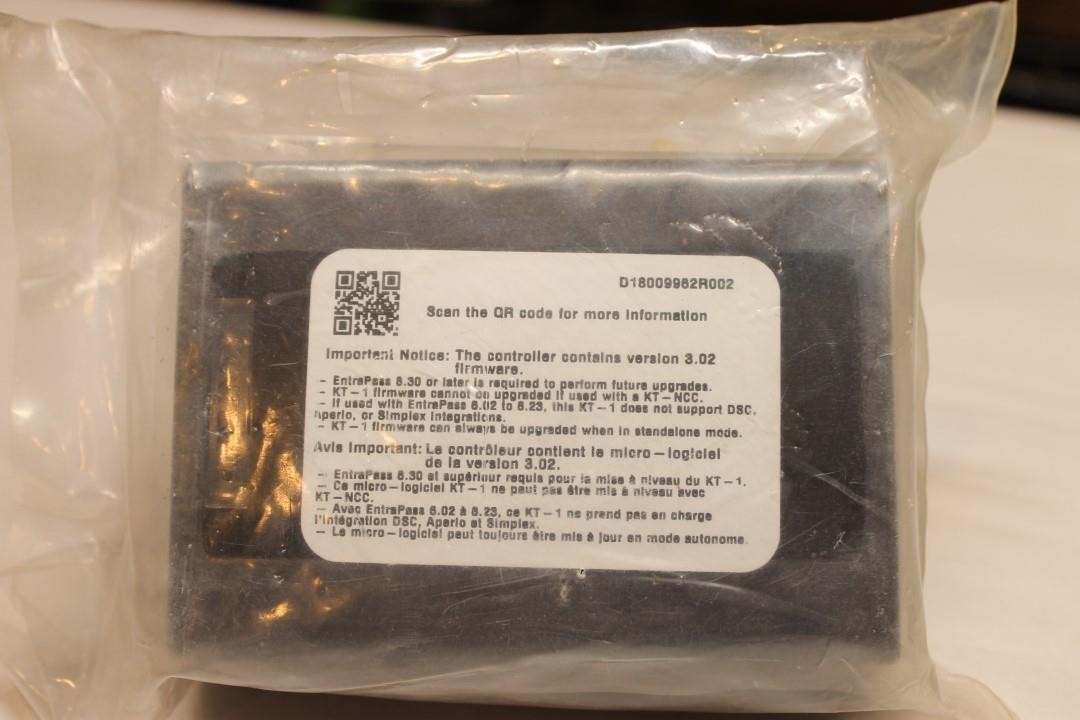 D18009962R002
Scan the QR code for more information
Important Notice: The controller contains version 3.02
firmware.
- EntraPass 8.30 or later is required to perform future upgrades.
- KT-1 firmware cannot be upgraded if used with a KT-NCC.
- If used with EntraPass 6.02 to 8.23, this KT-1 does not support DSC,
Aperio, or Simplex integrations.
- KT-1 firmware can always be upgraded when in standalone mode.
Avis Important: Le contrôleur contient le micro-logiciel
de la version 3.02.
- EntraPass 8.30 et supérieur requis pour la mise à niveau du KT-1.
- Ce micro-logiciel KT-1 ne peut pas être mis à niveau avec
KT-NCC.
- Avec EntraPass 6.02 à 8.23, ce KT-1 ne prend pas en charge
l'intégration DSC, Aperio et Simplex.
- Le micro-logiciel peut toujours être mis à jour en mode autonome.